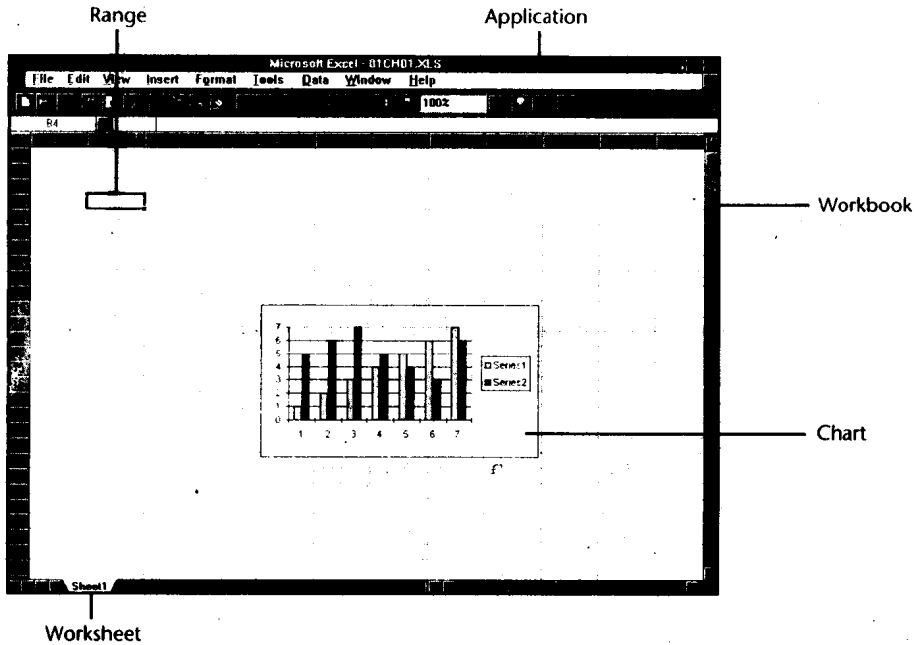 Range
Application
Microsoft Excel - 01CH01.XLS
File Edit View Insert Format Tools Data Window Help
100%
B4
Workbook
7
6
5
4
3
2
1
0
1 2 3 4 5 6 7
Series1
Series2
Chart
Sheet1
Worksheet